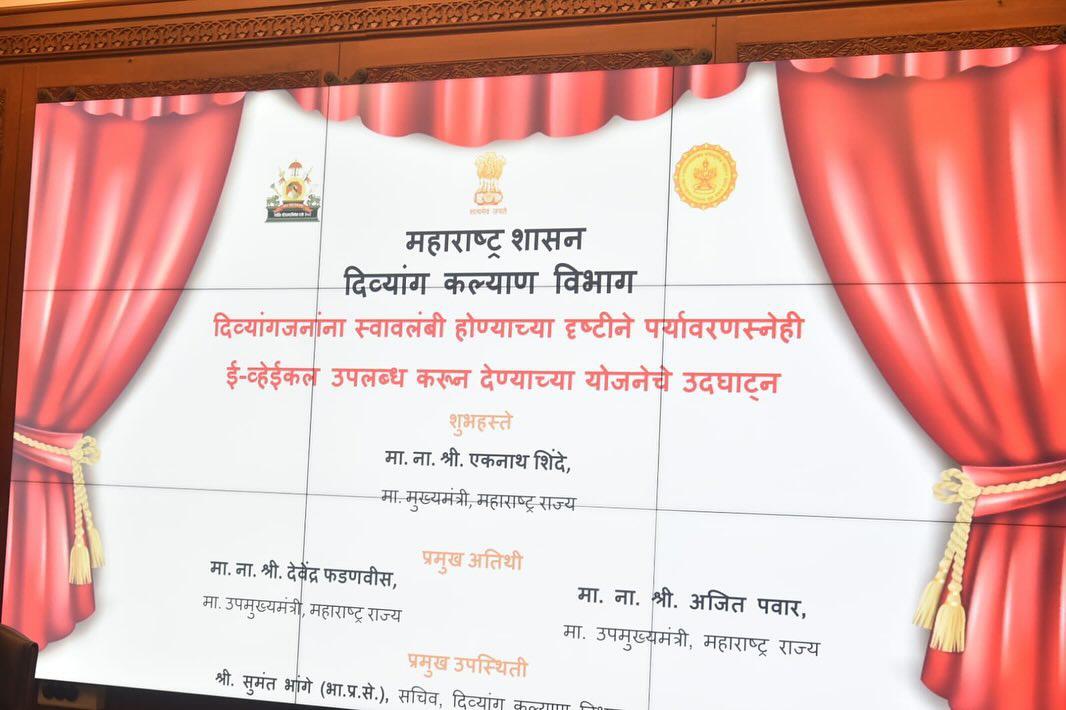 सत्यमेव जयते
महाराष्ट्र शासन
दिव्यांग कल्याण विभाग
दिव्यांगजनांना स्वावलंबी होण्याच्या दृष्टीने पर्यावरणस्नेही
ई-व्हेईकल उपलब्ध करून देण्याच्या योजनेचे उदघाट्न
शुभहस्ते
मा. ना. श्री. एकनाथ शिंदे,
मा. मुख्यमंत्री, महाराष्ट्र राज्य
प्रमुख अतिथी
मा. ना. श्री. देवेंद्र फडणवीस,
मा. उपमुख्यमंत्री, महाराष्ट्र राज्य
मा. ना. श्री. अजित पवार,
मा. उपमुख्यमंत्री, महाराष्ट्र राज्य
प्रमुख उपस्थिती
श्री. सुमंत भांगे (भा.प्र.से.), सचिव, दिव्यांग कल्याण